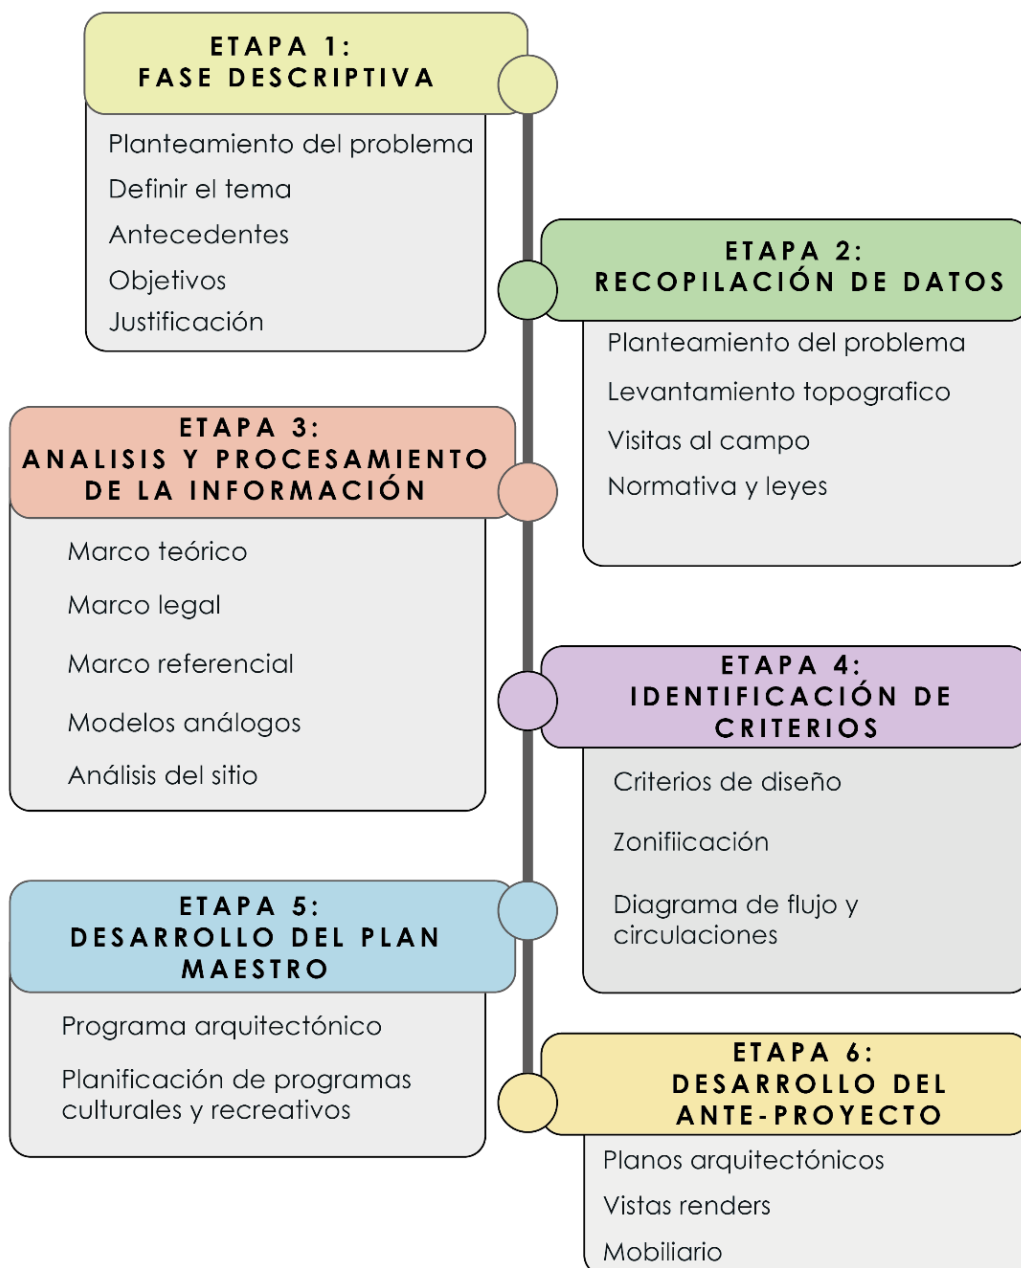 ETAPA 1:
FASE DESCRIPTIVA
Planteamiento del problema
Definir el tema
Antecedentes
Objetivos
Justificación
ETAPA 2:
RECOPILACIÓN DE DATOS
Planteamiento del problema
Levantamiento topografico
Visitas al campo
Normativa y leyes
ETAPA 3:
ANALISIS Y PROCESAMIENTO
DE LA INFORMACIÓN
Marco teórico
Marco legal
Marco referencial
Modelos análogos
Análisis del sitio
ETAPA 4:
IDENTIFICACIÓN DE
CRITERIOS
Criterios de diseño
Zonifiicación
Diagrama de flujo y
circulaciones
ETAPA 5:
DESARROLLO DEL PLAN
MAESTRO
Programa arquitectónico
Planificación de programas
culturales y recreativos
ETAPA 6:
DESARROLLO DEL
ANTE-PROYECTO
Planos arquitectónicos
Vistas renders
Mobiliario